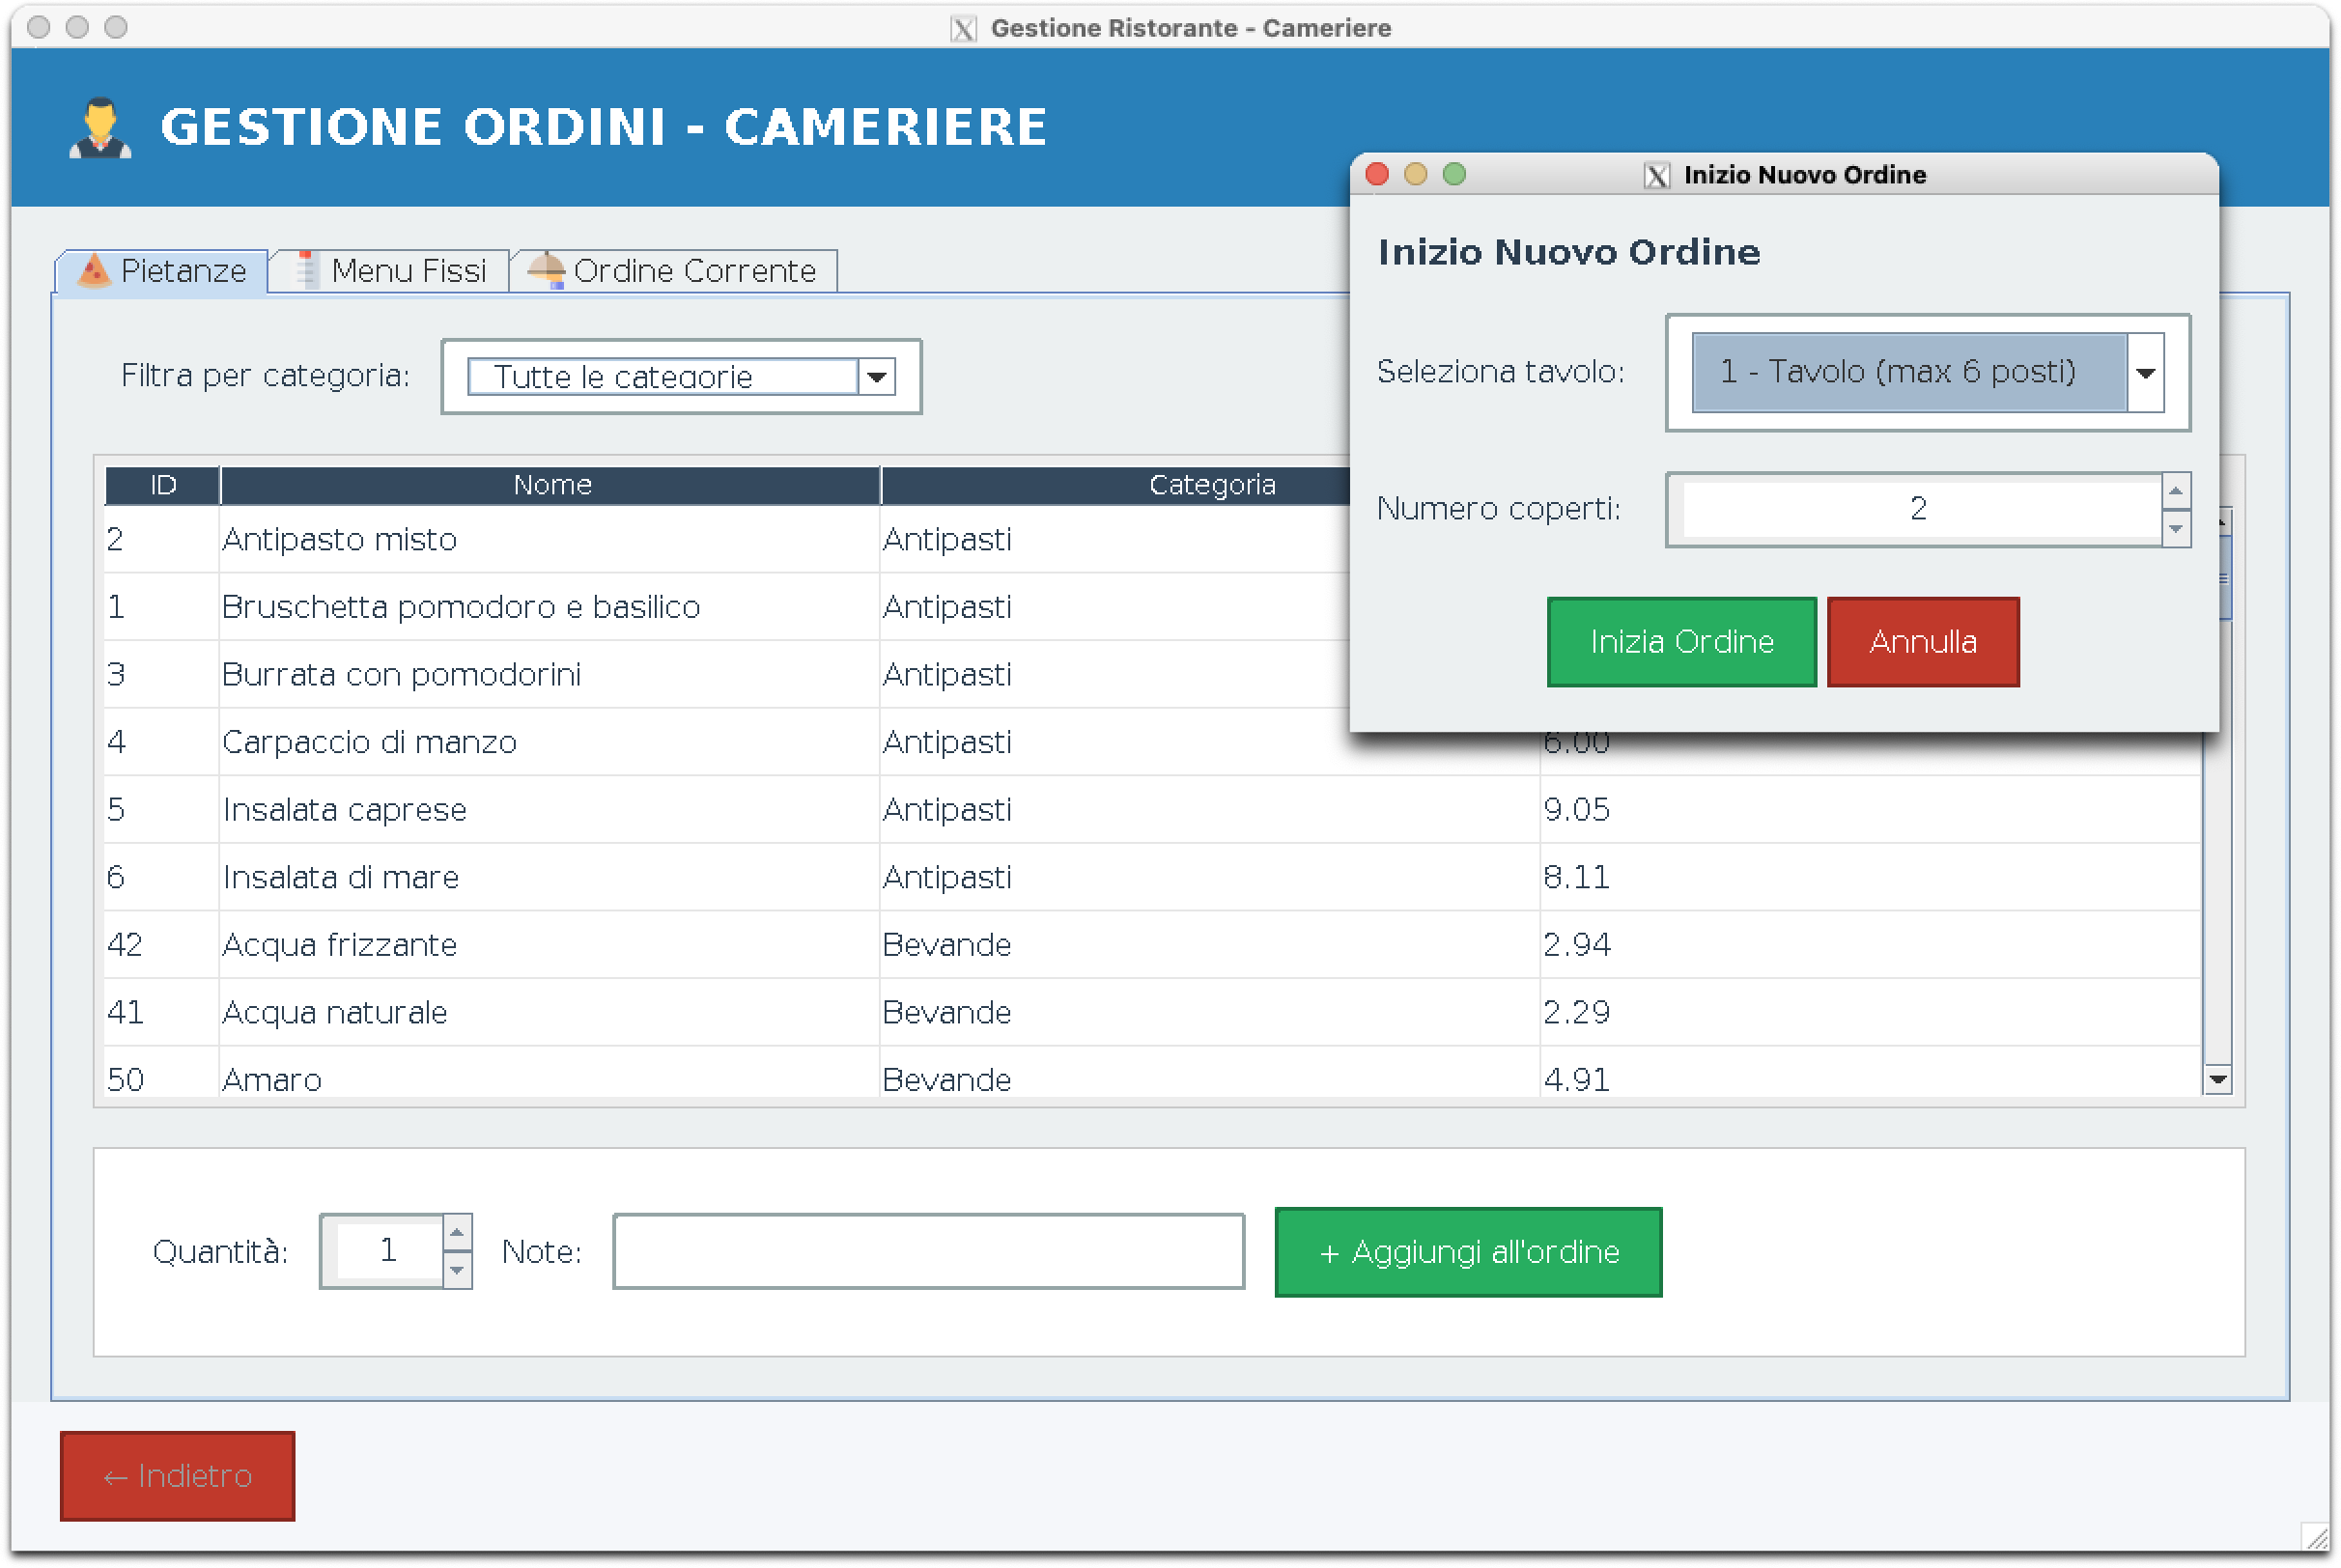 Gestione Ristorante - Cameriere
GESTIONE ORDINI - CAMERIERE
Pietanze Menu Fissi Ordine Corrente
Filtra per categoria: Tutte le categorie
ID Nome Categoria
2 Antipasto misto Antipasti
1 Bruschetta pomodoro e basilico Antipasti
3 Burrata con pomodorini Antipasti
4 Carpaccio di manzo Antipasti 6.00
5 Insalata caprese Antipasti 9.05
6 Insalata di mare Antipasti 8.11
42 Acqua frizzante Bevande 2.94
41 Acqua naturale Bevande 2.29
50 Amaro Bevande 4.91
Quantità: 1 Note: + Aggiungi all'ordine
← Indietro
Inizio Nuovo Ordine
Inizio Nuovo Ordine
Seleziona tavolo: 1 - Tavolo (max 6 posti)
Numero coperti: 2
Inizia Ordine Annulla